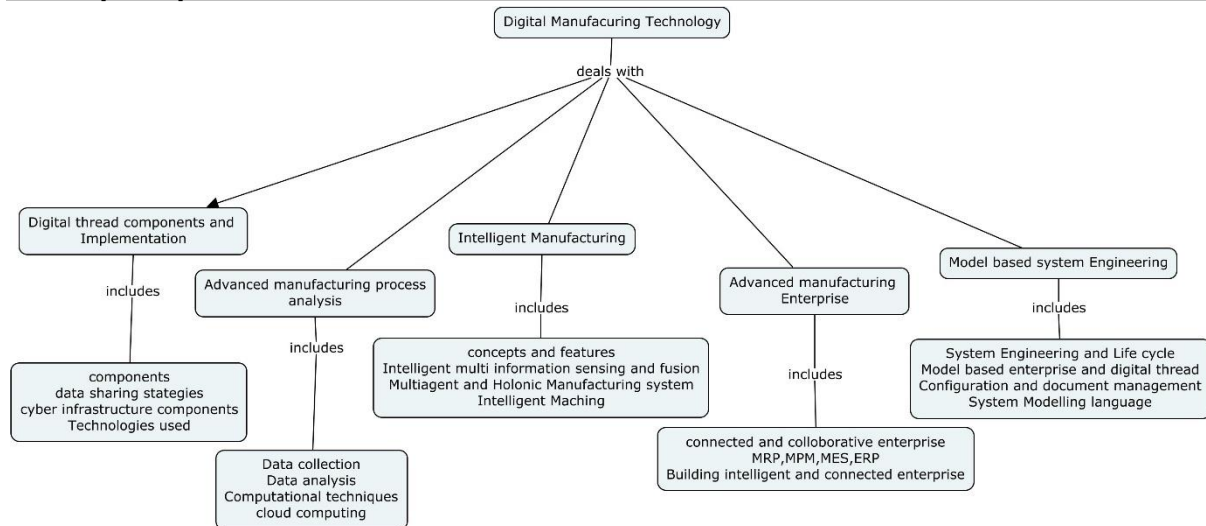 Digital Manufacuring Technology
deals with
Digital thread components and
Implementation
includes
components
data sharing stategies
cyber infrastructure components
Technologies used
Advanced manufacturing process
analysis
includes
Data collection
Data analysis
Computational techniques
cloud computing
Intelligent Manufacturing
includes
concepts and features
Intelligent multi information sensing and fusion
Multiagent and Holonic Manufacturing system
Intelligent Maching
Advanced manufacturing
Enterprise
includes
connected and colloborative enterprise
MRP,MPM,MES,ERP
Building intelligent and connected enterprise
Model based system Engineering
includes
System Engineering and Life cycle
Model based enterprise and digital thread
Configuration and document management
System Modelling language